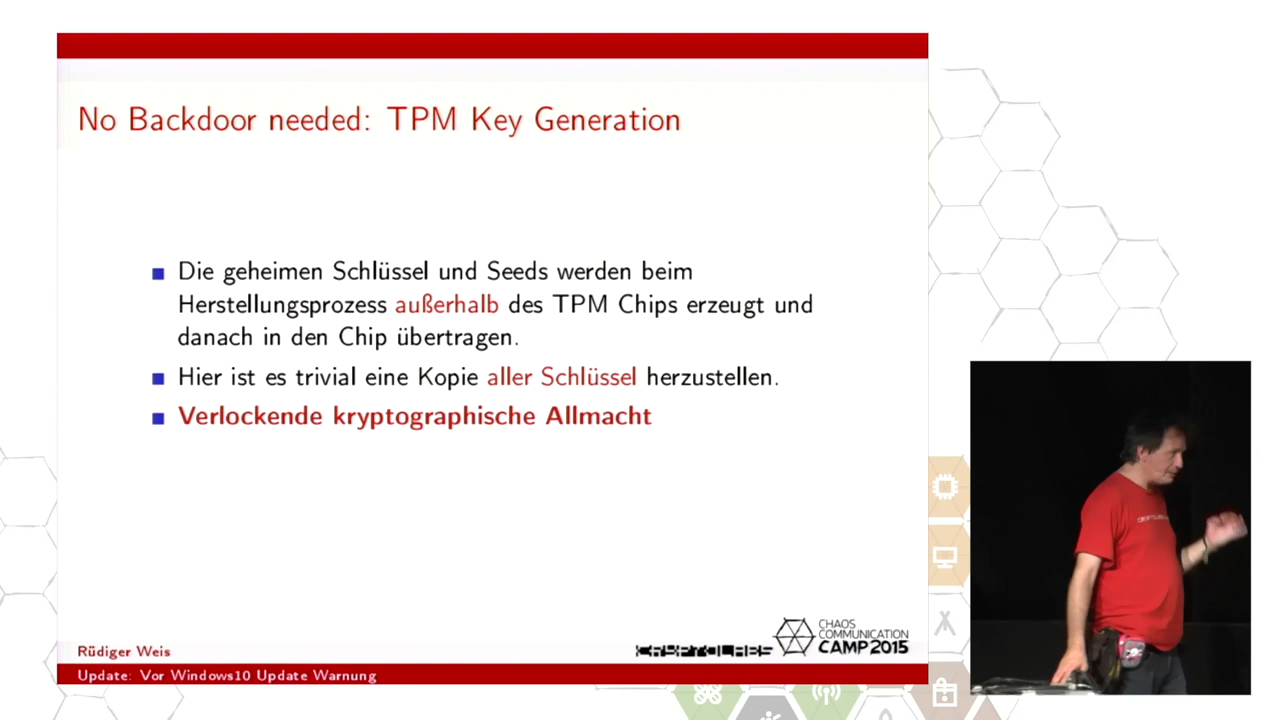 No Backdoor needed: TPM Key Generation
Die geheimen Schlüssel und Seeds werden beim
Herstellungsprozess außerhalb des TPM Chips erzeugt und
danach in den Chip übertragen.
Hier ist es trivial eine Kopie aller Schlüssel herzustellen.
Verlockende kryptographische Allmacht
CHAOS
COMMUNICATION
CAMP 2015
CRYPTOLABS
Rüdiger Weis
Update: Vor Windows10 Update Warnung